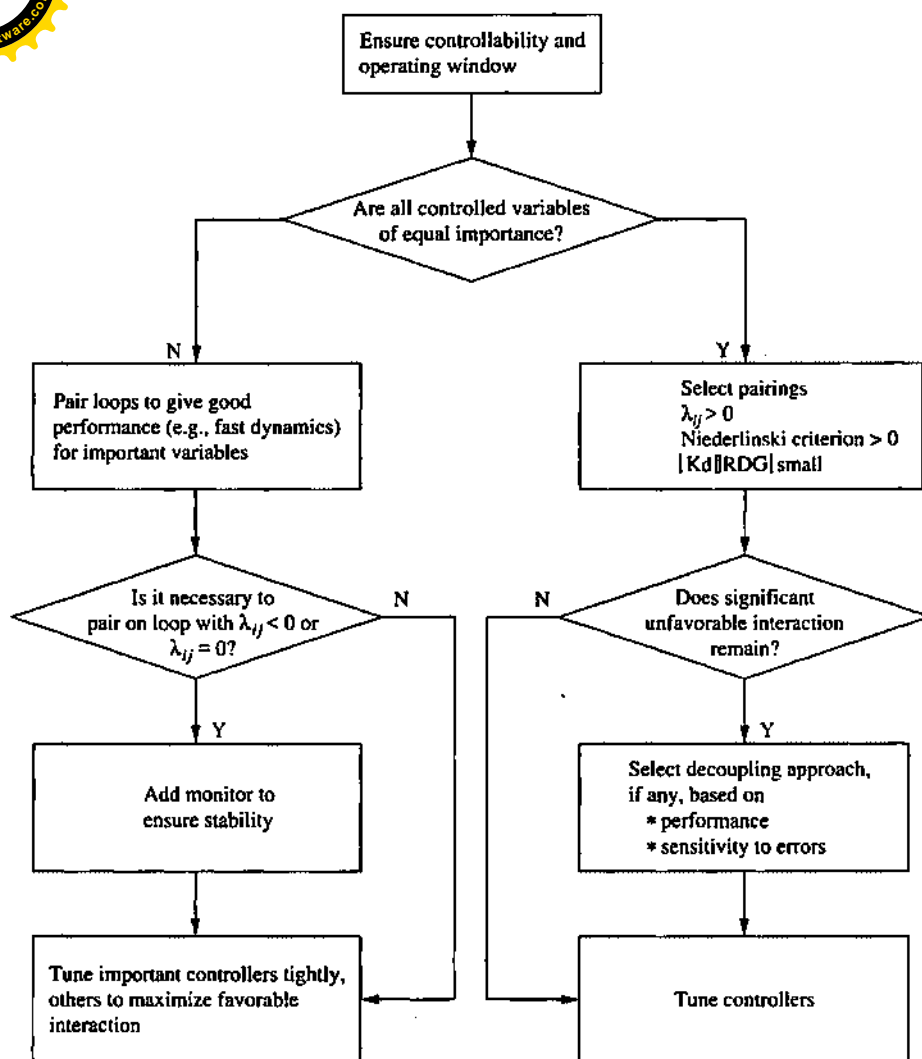 tware.co
Ensure controllability and
operating window
Are all controlled variables
of equal importance?
N
Y
Pair loops to give good
performance (e.g., fast dynamics)
for important variables
Select pairings
λij > 0
Niederlinski criterion > 0
|Kd||RDG| small
Is it necessary to
pair on loop with λij < 0 or
λij = 0?
N
N
Does significant
unfavorable interaction
remain?
Y
Y
Add monitor to
ensure stability
Select decoupling approach,
if any, based on
* performance
* sensitivity to errors
Tune important controllers tightly,
others to maximize favorable
interaction
Tune controllers